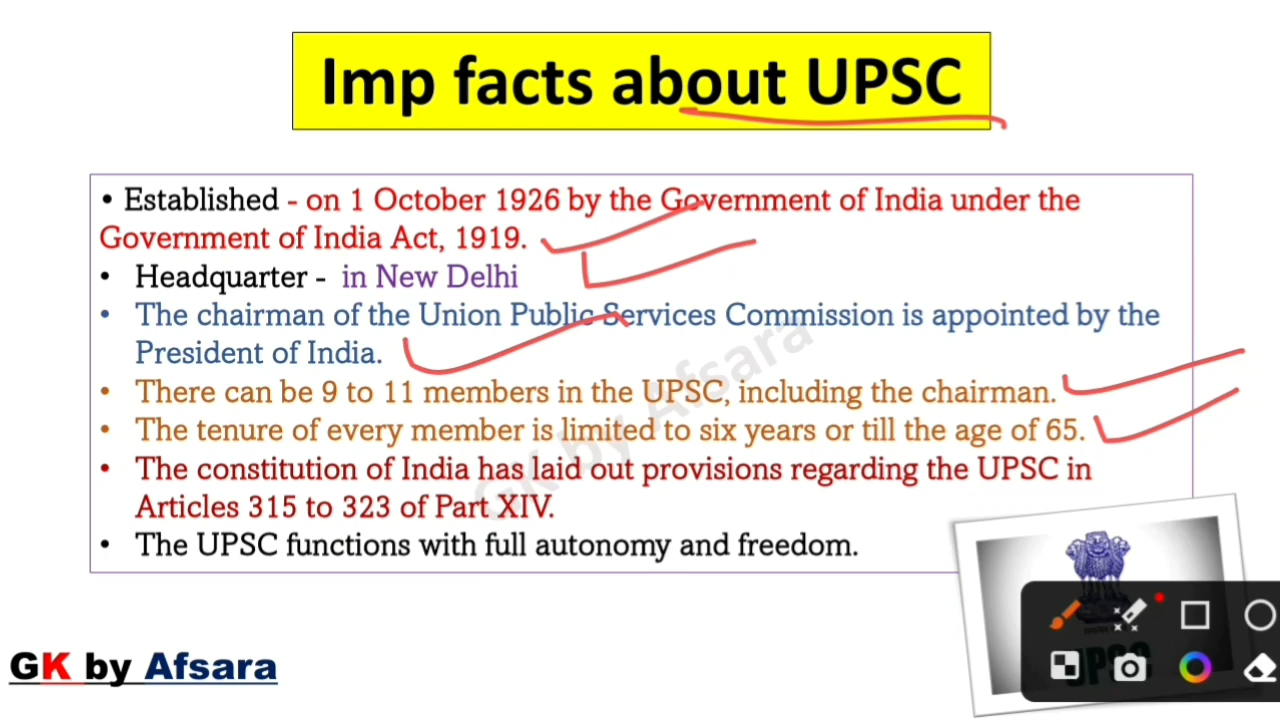 Imp facts about UPSC
• Established - on 1 October 1926 by the Government of India under the
Government of India Act, 1919.
• Headquarter - in New Delhi
• The chairman of the Union Public Services Commission is appointed by the
President of India.
• There can be 9 to 11 members in the UPSC, including the chairman.
• The tenure of every member is limited to six years or till the age of 65.
• The constitution of India has laid out provisions regarding the UPSC in
Articles 315 to 323 of Part XIV.
• The UPSC functions with full autonomy and freedom.
GK by Afsara
UPSC
GK by Afsara